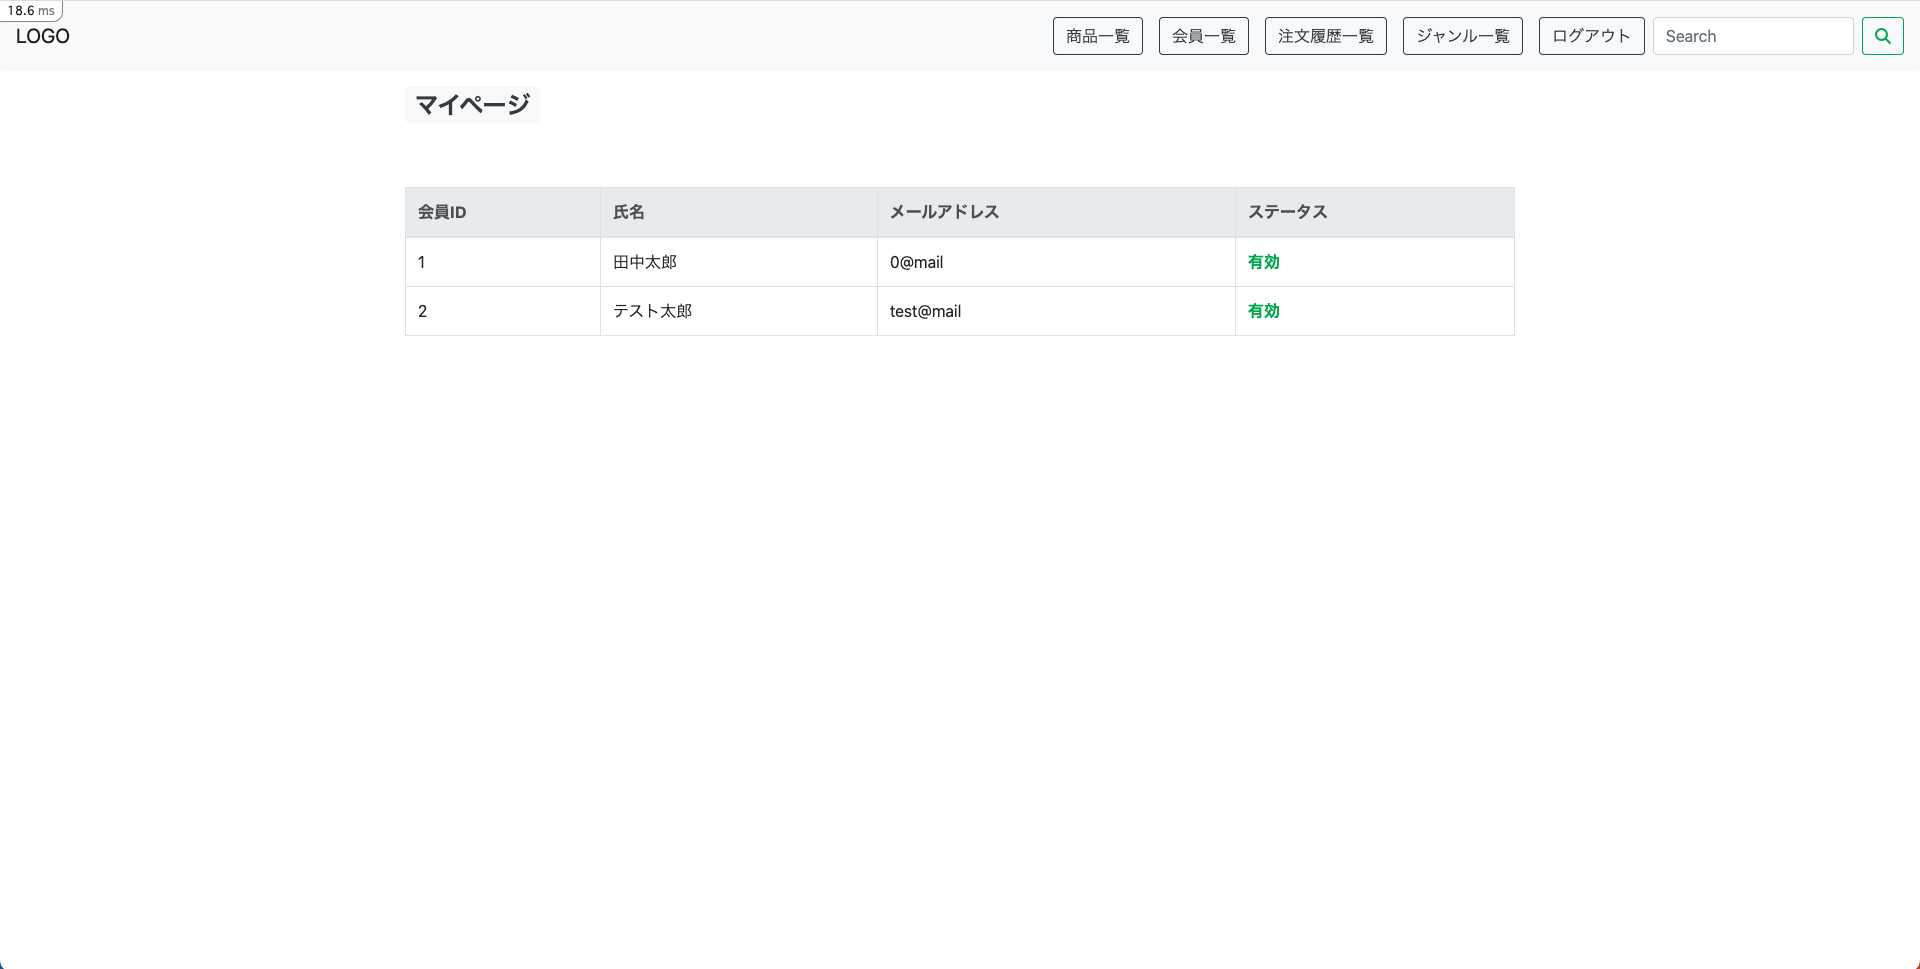 18.6 ms
LOGO 商品一覧 会員一覧 注文履歴一覧 ジャンル一覧 ログアウト Search
マイページ
会員ID 氏名 メールアドレス ステータス
1 田中太郎 0@mail 有効
2 テスト太郎 test@mail 有効